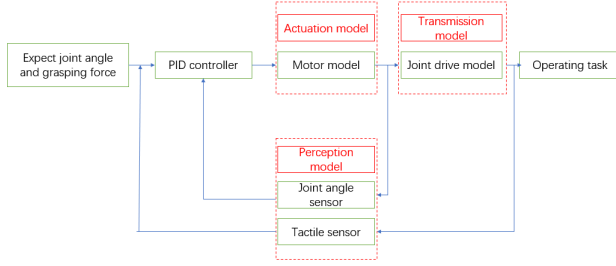 Actuation model
Transmission
model
Expect joint angle
and grasping force
PID controller
Motor model
Joint drive model
Operating task
Perception
model
Joint angle
sensor
Tactile sensor